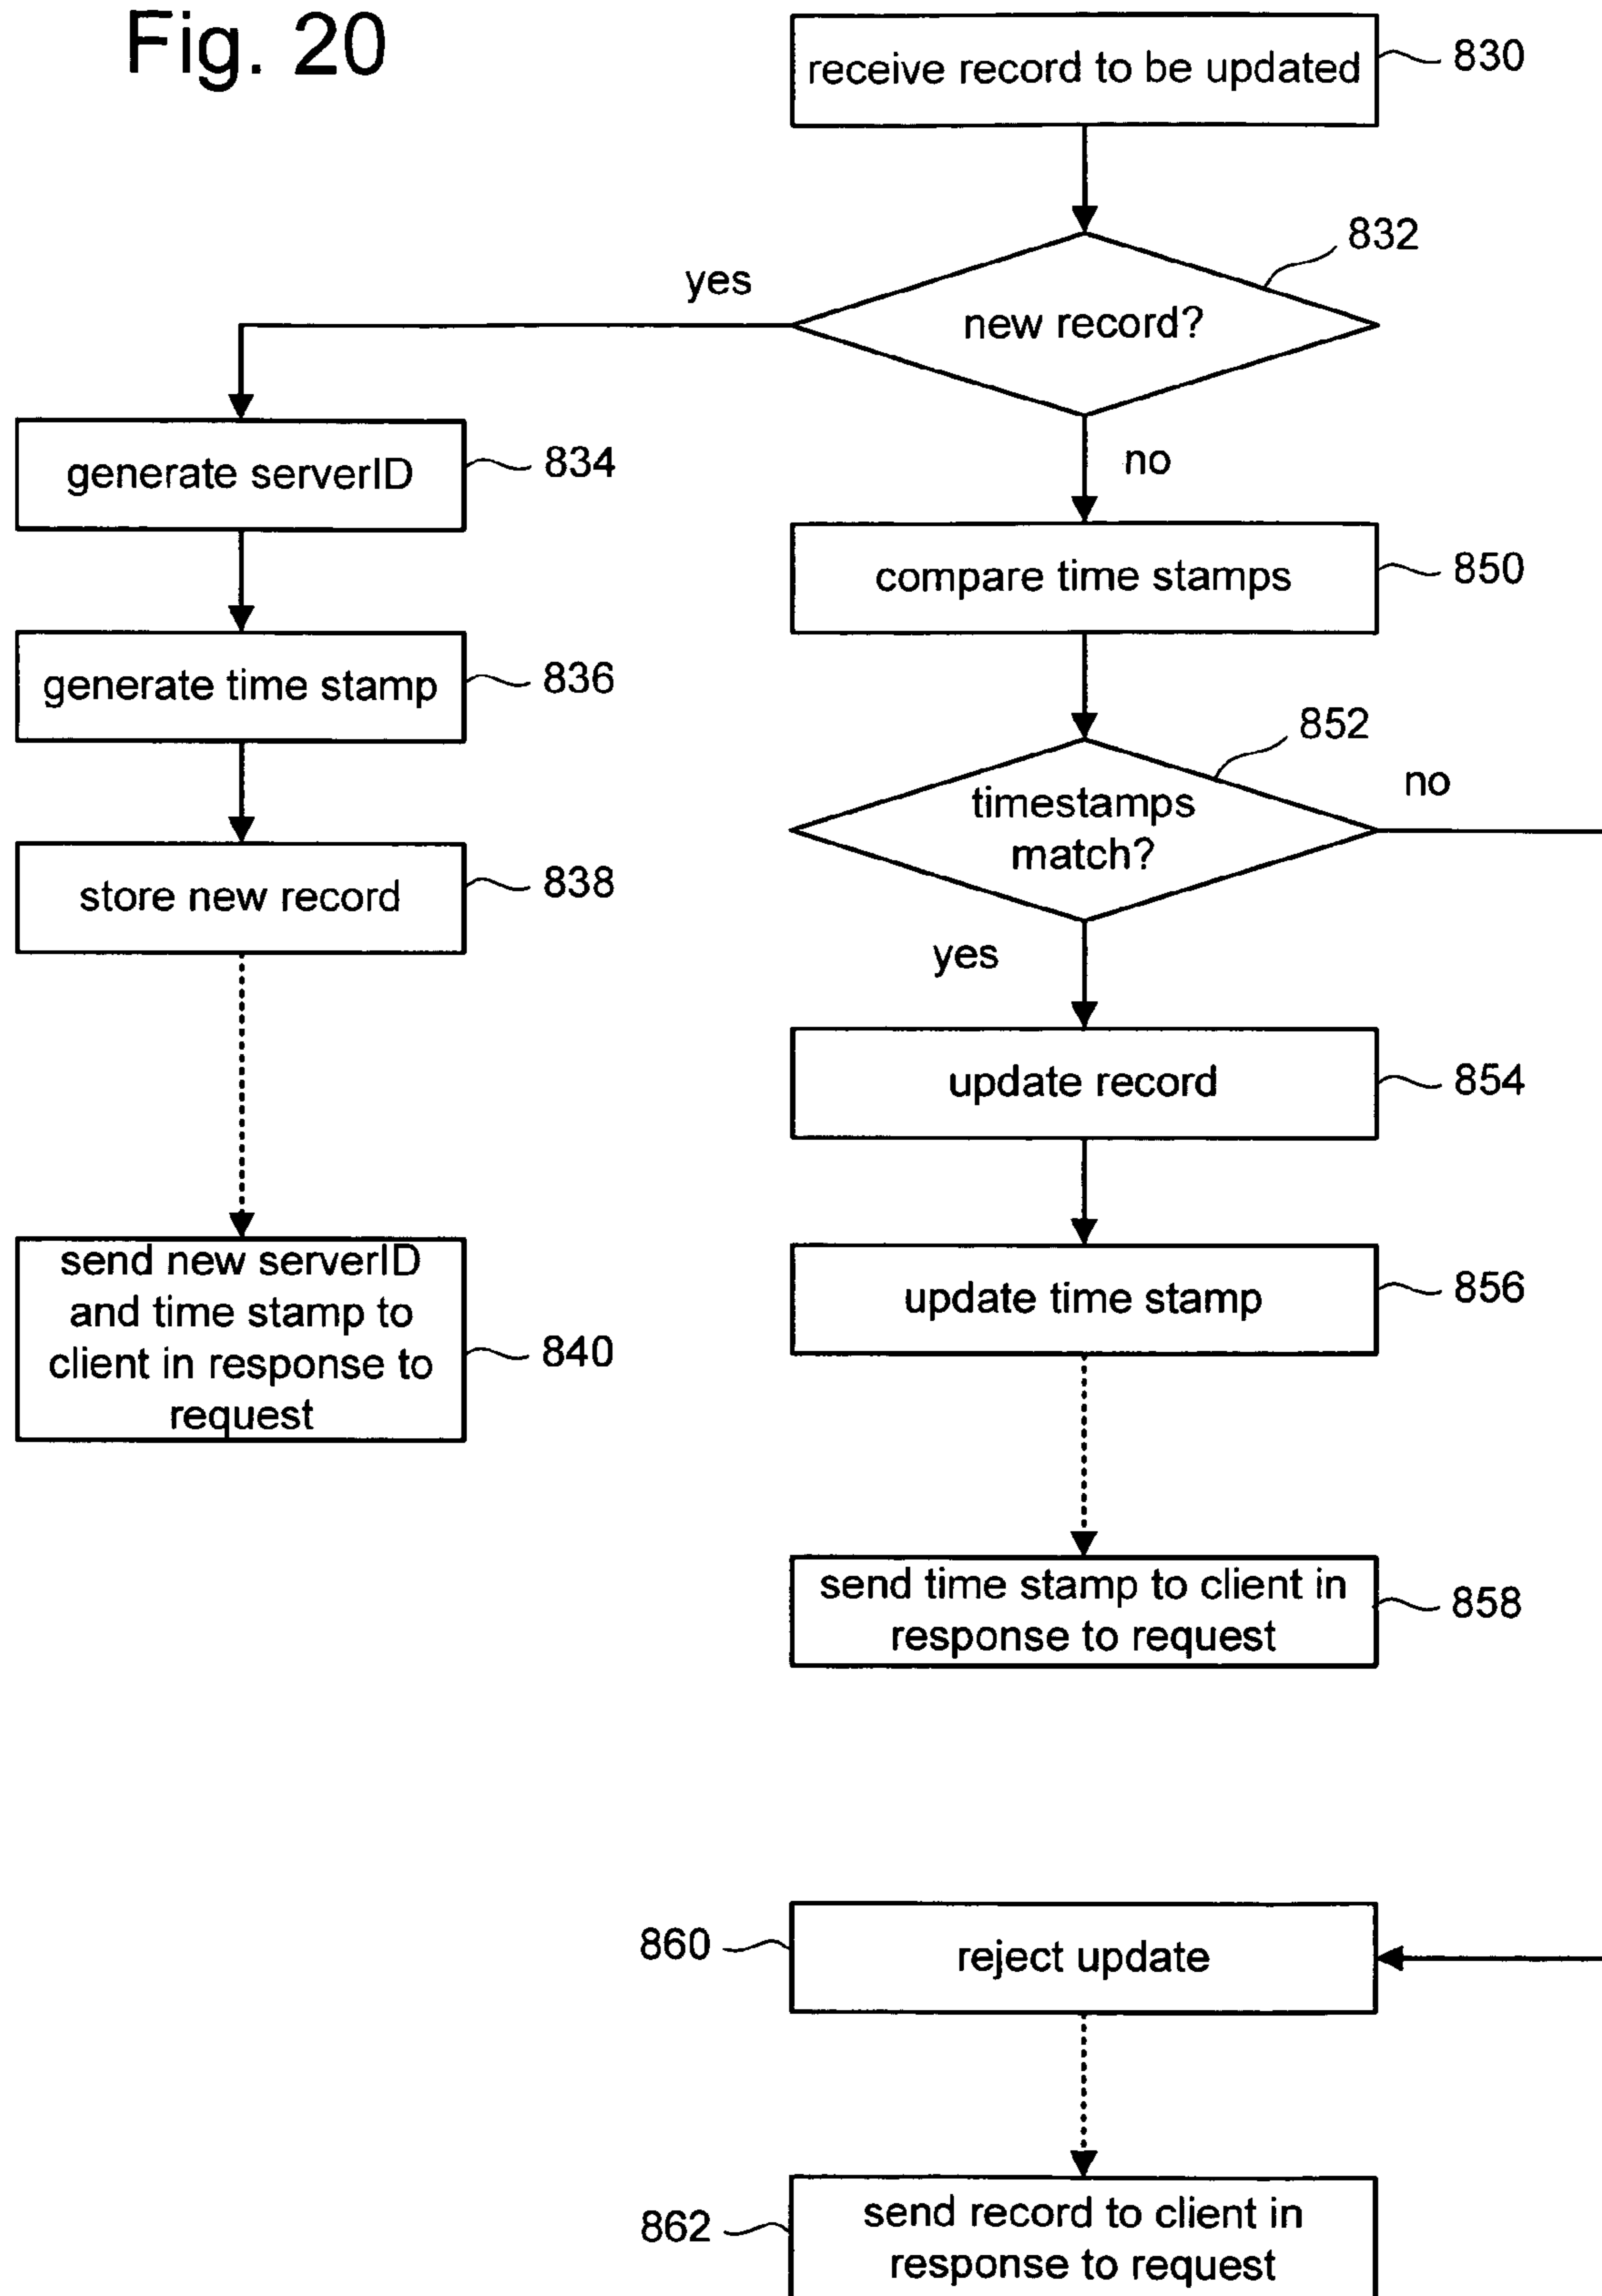 Fig. 20
receive record to be updated
830
832
yes
new record?
generate serverID
834
no
compare time stamps
850
generate time stamp
836
852
timestamps
match?
no
store new record
838
yes
update record
854
send new serverID
and time stamp to
client in response to
request
840
update time stamp
856
send time stamp to client in
response to request
858
860
reject update
862
send record to client in
response to request